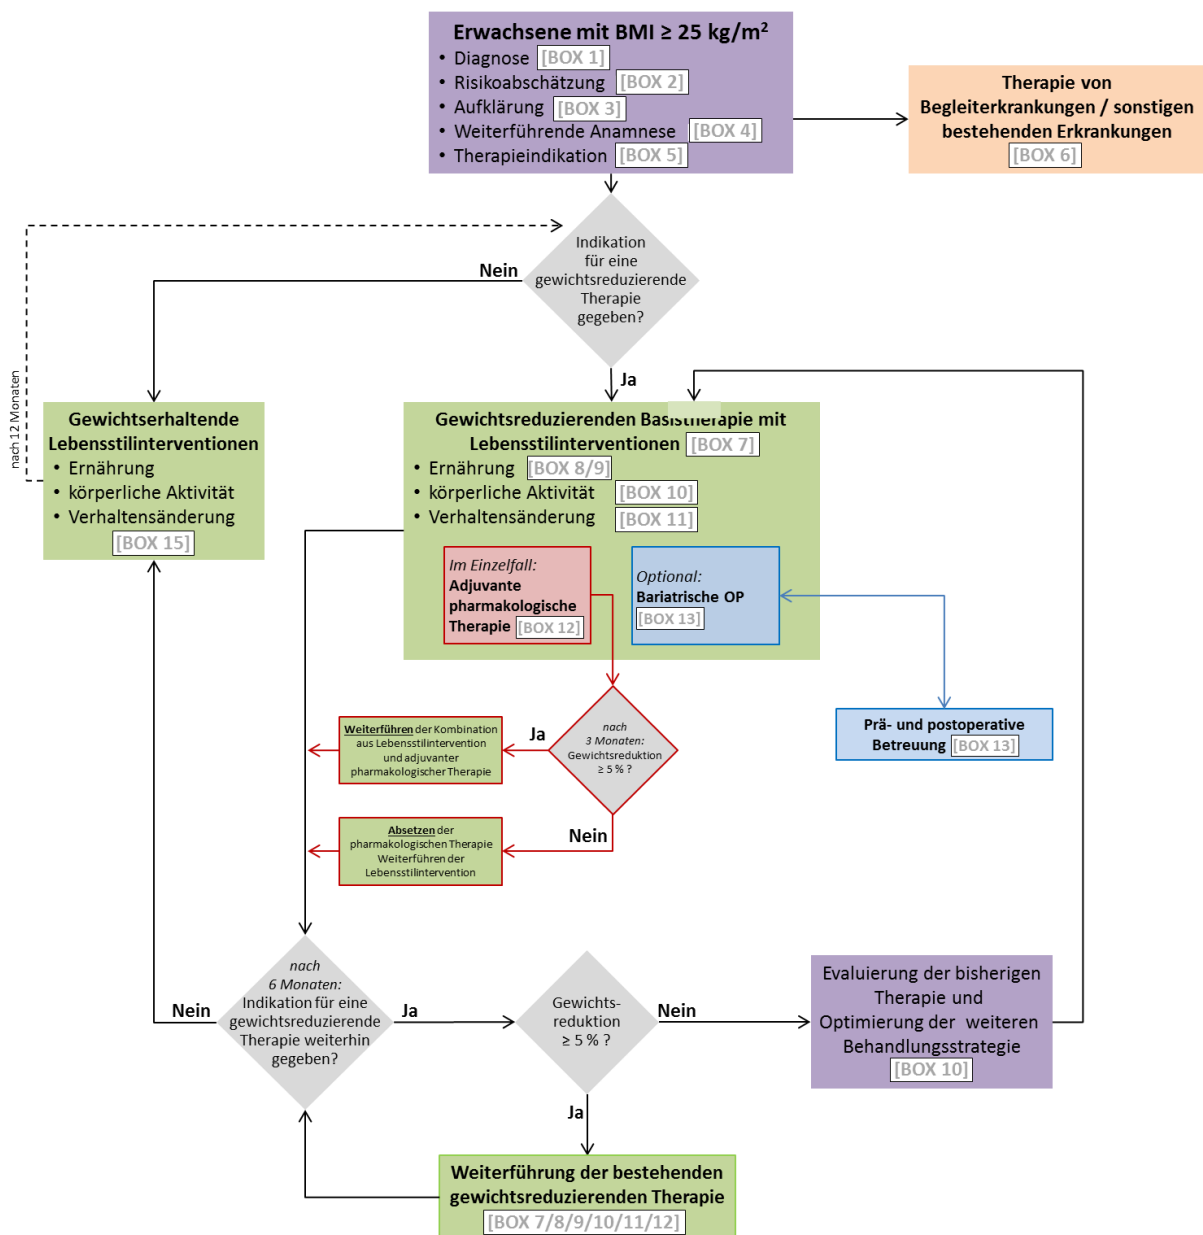 Erwachsene mit BMI ≥ 25 kg/m²
• Diagnose [BOX 1]
• Risikoabschätzung [BOX 2]
• Aufklärung [BOX 3]
• Weiterführende Anamnese [BOX 4]
• Therapieindikation [BOX 5]
Therapie von
Begleiterkrankungen / sonstigen
bestehenden Erkrankungen
[BOX 6]
Indikation
für eine
gewichtsreduzierende
Therapie
gegeben?
Nein
Ja
nach 12 Monaten
Gewichtserhaltende
Lebensstilinterventionen
• Ernährung
• körperliche Aktivität
• Verhaltensänderung
[BOX 15]
Gewichtsreduzierenden Basistherapie mit
Lebensstilinterventionen [BOX 7]
• Ernährung [BOX 8/9]
• körperliche Aktivität [BOX 10]
• Verhaltensänderung [BOX 11]
Im Einzelfall:
Adjuvante
pharmakologische
Therapie [BOX 12]
Optional:
Bariatrische OP
[BOX 13]
Prä- und postoperative
Betreuung [BOX 13]
nach
3 Monaten:
Gewichtsreduktion
≥ 5 % ?
Ja
Weiterführen der Kombination
aus Lebensstilintervention
und adjuvanter
pharmakologischer Therapie
Nein
Absetzen der
pharmakologischen Therapie
Weiterführen der
Lebensstilintervention
nach
6 Monaten:
Indikation für eine
gewichtsreduzierende
Therapie weiterhin
gegeben?
Nein
Ja
Gewichts-
reduktion
≥ 5 % ?
Nein
Ja
Evaluierung der bisherigen
Therapie und
Optimierung der weiteren
Behandlungsstrategie
[BOX 10]
Weiterführung der bestehenden
gewichtsreduzierenden Therapie
[BOX 7/8/9/10/11/12]